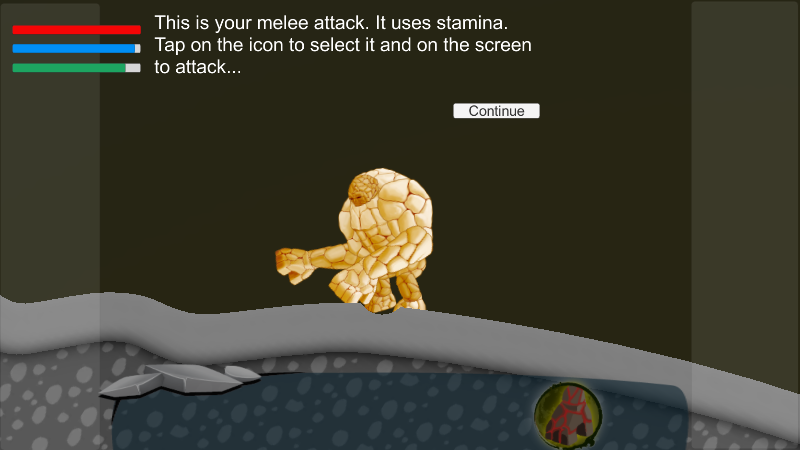 This is your melee attack. It uses stamina.
Tap on the icon to select it and on the screen
to attack...
Continue